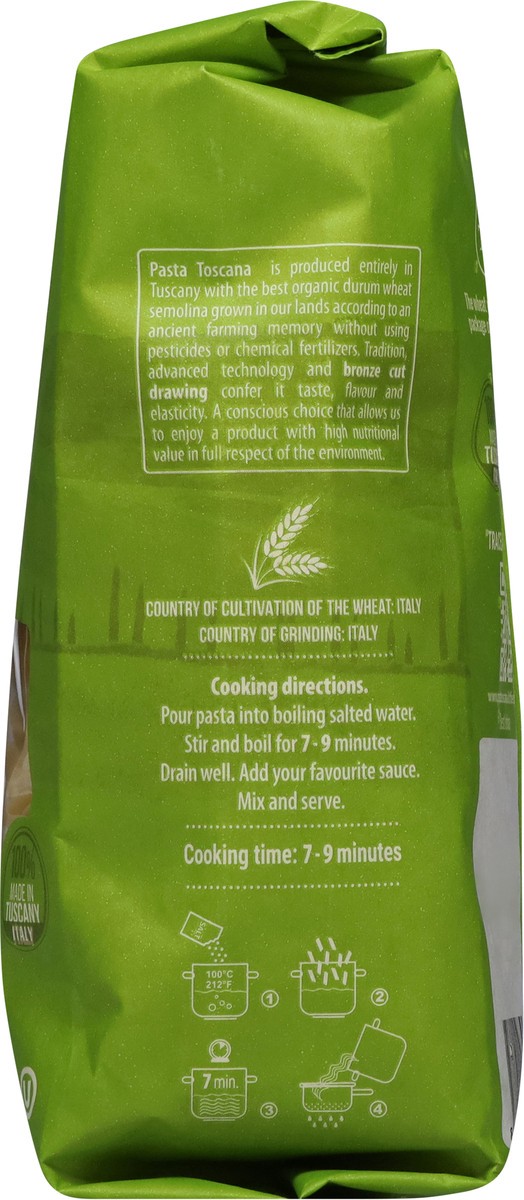 Pasta Toscana is produced entirely in
Tuscany with the best organic durum wheat
semolina grown in our lands according to an
ancient farming memory without using
pesticides or chemical fertilizers. Tradition,
advanced technology and bronze cut
drawing confer it taste, flavour and
elasticity. A conscious choice that allows us
to enjoy a product with high nutritional
value in full respect of the environment.
COUNTRY OF CULTIVATION OF THE WHEAT: ITALY
COUNTRY OF GRINDING: ITALY
Cooking directions.
Pour pasta into boiling salted water.
Stir and boil for 7-9 minutes.
Drain well. Add your favourite sauce.
Mix and serve.
Cooking time: 7-9 minutes
SALT
100°C
212°F
1
2
7 min.
3
4
100%
MADE IN
TUSCANY
ITALY
U
The wheat
package